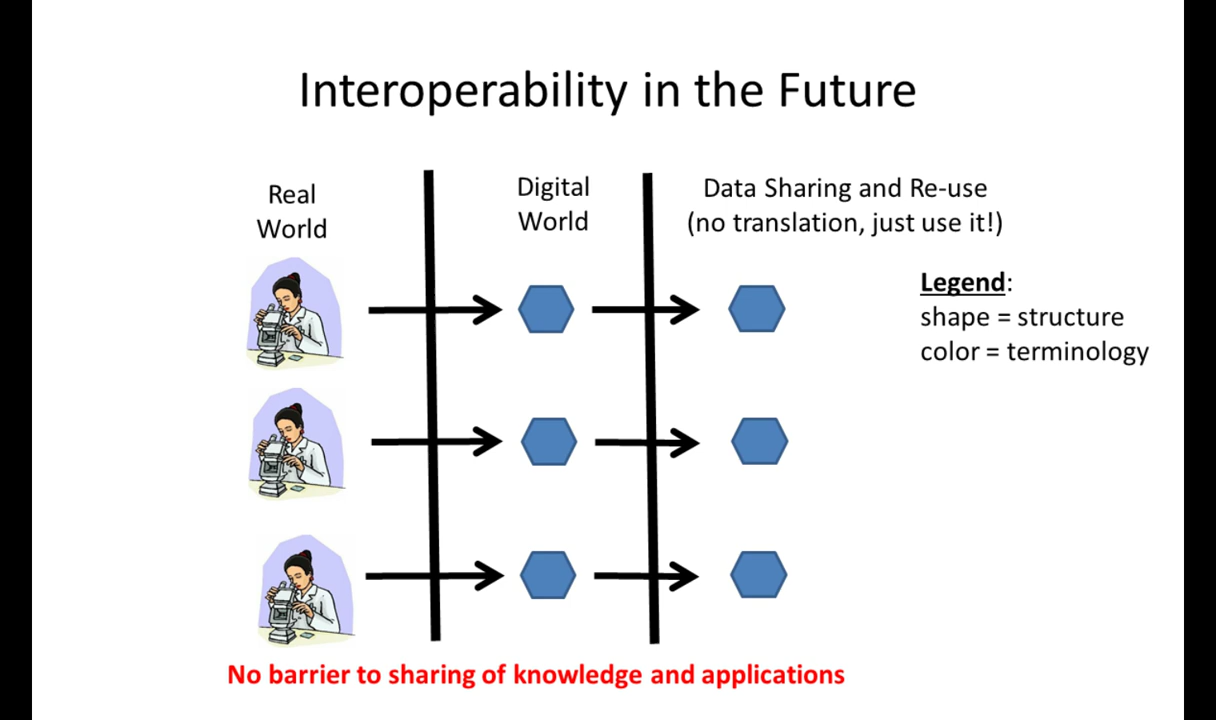 Interoperability in the Future
Real
World
Digital
World
Data Sharing and Re-use
(no translation, just use it!)
Legend:
shape = structure
color = terminology
No barrier to sharing of knowledge and applications